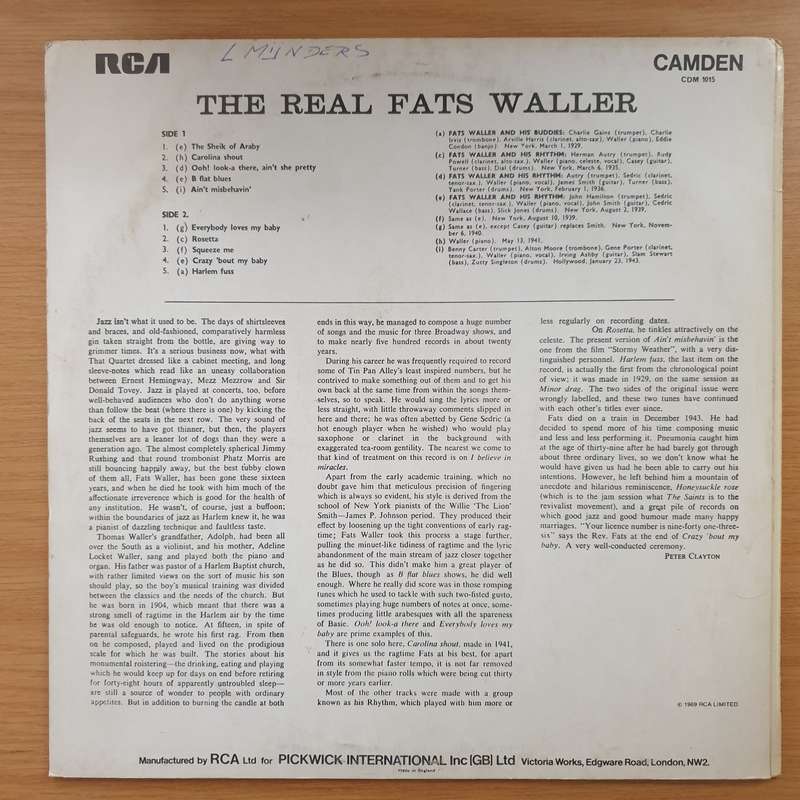 RCA
L MUNDERS
CAMDEN
CDM 1015
THE REAL FATS WALLER
SIDE 1
1. (e) The Sheik of Araby
2. (h) Carolina shout
3. (d) Ooh! look-a there, ain't she pretty
4. (e) B flat blues
5. (i) Ain't misbehavin'
SIDE 2.
1. (g) Everybody loves my baby
2. (c) Rosetta
3. (f) Squeeze me
4. (e) Crazy 'bout my baby
5. (a) Harlem fuss
(a) FATS WALLER AND HIS BUDDIES: Charlie Gains (trumpet), Charlie
Irvis (trombone), Arville Harris (clarinet, alto-sax), Waller (piano), Eddie
Condon (banjo). New York, March 1, 1929.
(c) FATS WALLER AND HIS RHYTHM: Herman Autry (trumpet), Rudy
Powell (clarinet, alto-sax.), Waller (piano, celeste, vocal), Casey (guitar),
Turner (bass), Dial (drums). New York, March 6, 1935.
(d) FATS WALLER AND HIS RHYTHM: Autry (trumpet), Sedric (clarinet,
tenor-sax.), Waller (piano, vocal), James Smith (guitar), Turner (bass),
Yank Porter (drums). New York, February 1, 1936.
(e) FATS WALLER AND HIS RHYTHM: John Hamilton (trumpet), Sedric
(clarinet, tenor-sax.), Waller (piano, vocal), John Smith (guitar), Cedric
Wallace (bass), Slick Jones (drums). New York, August 2, 1939.
(f) Same as (e). New York, August 10, 1939.
(g) Same as (e), except Casey (guitar) replaces Smith. New York, Novem-
ber 6, 1940.
(h) Waller (piano). May 13, 1941.
(i) Benny Carter (trumpet), Alton Moore (trombone), Gene Porter (clarinet,
tenor-sax.), Waller (piano, vocal), Irving Ashby (guitar), Slam Stewart
(bass), Zutty Singleton (drums). Hollywood, January 23, 1943.
Jazz isn't what it used to be. The days of shirtsleeves
and braces, and old-fashioned, comparatively harmless
gin taken straight from the bottle, are giving way to
grimmer times. It's a serious business now, what with
That Quartet dressed like a cabinet meeting, and long
sleeve-notes which read like an uneasy collaboration
between Ernest Hemingway, Mezz Mezzrow and Sir
Donald Tovey. Jazz is played at concerts, too, before
well-behaved audiences who don't do anything worse
than follow the beat (where there is one) by kicking the
back of the seats in the next row. The very sound of
jazz seems to have got thinner, but then, the players
themselves are a leaner lot of dogs than they were a
generation ago. The almost completely spherical Jimmy
Rushing and that round trombonist Phatz Morris are
still bouncing happily away, but the best tubby clown
of them all, Fats Waller, has been gone these sixteen
years, and when he died he took with him much of the
affectionate irreverence which is good for the health of
any institution. He wasn't, of course, just a buffoon;
within the boundaries of jazz as Harlem knew it, he was
a pianist of dazzling technique and faultless taste.
Thomas Waller's grandfather, Adolph, had been all
over the South as a violinist, and his mother, Adeline
Locket Waller, sang and played both the piano and
organ. His father was pastor of a Harlem Baptist church,
with rather limited views on the sort of music his son
should play, so the boy's musical training was divided
between the classics and the needs of the church. But
he was born in 1904, which meant that there was a
strong smell of ragtime in the Harlem air by the time
he was old enough to notice. At fifteen, in spite of
parental safeguards, he wrote his first rag. From then
on he composed, played and lived on the prodigious
scale for which he was built. The stories about his
monumental roistering—the drinking, eating and playing
which he would keep up for days on end before retiring
for forty-eight hours of apparently untroubled sleep—
are still a source of wonder to people with ordinary
appetites. But in addition to burning the candle at both
ends in this way, he managed to compose a huge number
of songs and the music for three Broadway shows, and
to make nearly five hundred records in about twenty
years.
During his career he was frequently required to record
some of Tin Pan Alley's least inspired numbers, but he
contrived to make something out of them and to get his
own back at the same time from within the songs them-
selves, so to speak. He would sing the lyrics more or
less straight, with little throwaway comments slipped in
here and there; he was often abetted by Gene Sedric (a
hot enough player when he wished) who would play
saxophone or clarinet in the background with
exaggerated tea-room gentility. The nearest we come to
that kind of treatment on this record is on I believe in
miracles.
Apart from the early academic training, which no
doubt gave him that meticulous precision of fingering
which is always so evident, his style is derived from the
school of New York pianists of the Willie 'The Lion'
Smith—James P. Johnson period. They produced their
effect by loosening up the tight conventions of early rag-
time; Fats Waller took this process a stage further,
pulling the minuet-like tidiness of ragtime and the lyric
abandonment of the main stream of jazz closer together
as he did so. This didn't make him a great player of
the Blues, though as B flat blues shows, he did well
enough. Where he really did score was in those romping
tunes which he used to tackle with such two-fisted gusto,
sometimes playing huge numbers of notes at once, some-
times producing little arabesques with all the spareness
of Basie. Ooh! look-a there and Everybody loves my
baby are prime examples of this.
There is one solo here, Carolina shout, made in 1941,
and it gives us the ragtime Fats at his best, for apart
from its somewhat faster tempo, it is not far removed
in style from the piano rolls which were being cut thirty
or more years earlier.
Most of the other tracks were made with a group
known as his Rhythm, which played with him more or
less regularly on recording dates.
On Rosetta, he tinkles attractively on the
celeste. The present version of Ain't misbehavin' is the
one from the film "Stormy Weather", with a very dis-
tinguished personnel. Harlem fuss, the last item on the
record, is actually the first from the chronological point
of view; it was made in 1929, on the same session as
Minor drag. The two sides of the original issue were
wrongly labelled, and these two tunes have continued
with each other's titles ever since.
Fats died on a train in December 1943. He had
decided to spend more of his time composing music
and less and less performing it. Pneumonia caught him
at the age of thirty-nine after he had barely got through
about three ordinary lives, so we don't know what he
would have given us had he been able to carry out his
intentions. However, he left behind him a mountain of
anecdote and hilarious reminiscence, Honeysuckle rose
(which is to the jam session what The Saints is to the
revivalist movement), and a great pile of records on
which good jazz and good humour made many happy
marriages. "Your licence number is nine-forty one-three-
six" says the Rev. Fats at the end of Crazy 'bout my
baby. A very well-conducted ceremony.
PETER CLAYTON
© 1969 RCA LIMITED
Manufactured by RCA Ltd for PICKWICK INTERNATIONAL Inc (GB) Ltd Victoria Works, Edgware Road, London, NW2.
Made in England